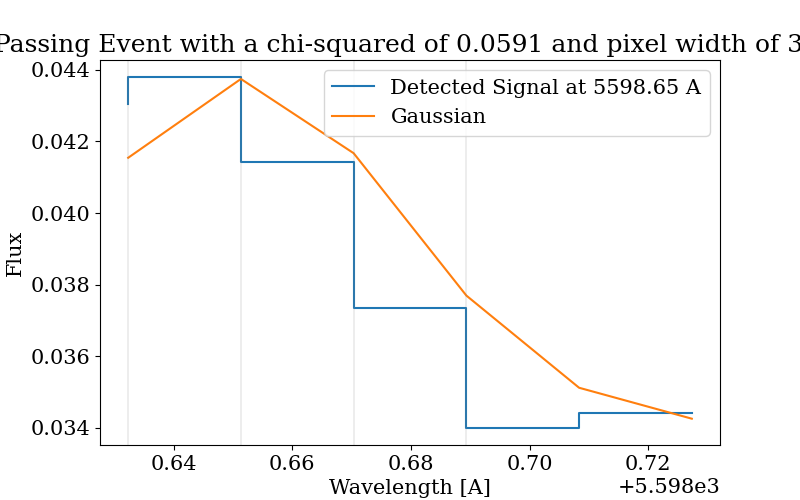 Passing Event with a chi-squared of 0.0591 and pixel width of 3
0.044
0.042
0.040
0.038
0.036
0.034
Flux
Detected Signal at 5598.65 A
Gaussian
0.64
0.66
0.68
0.70
0.72
+5.598e3
Wavelength [A]